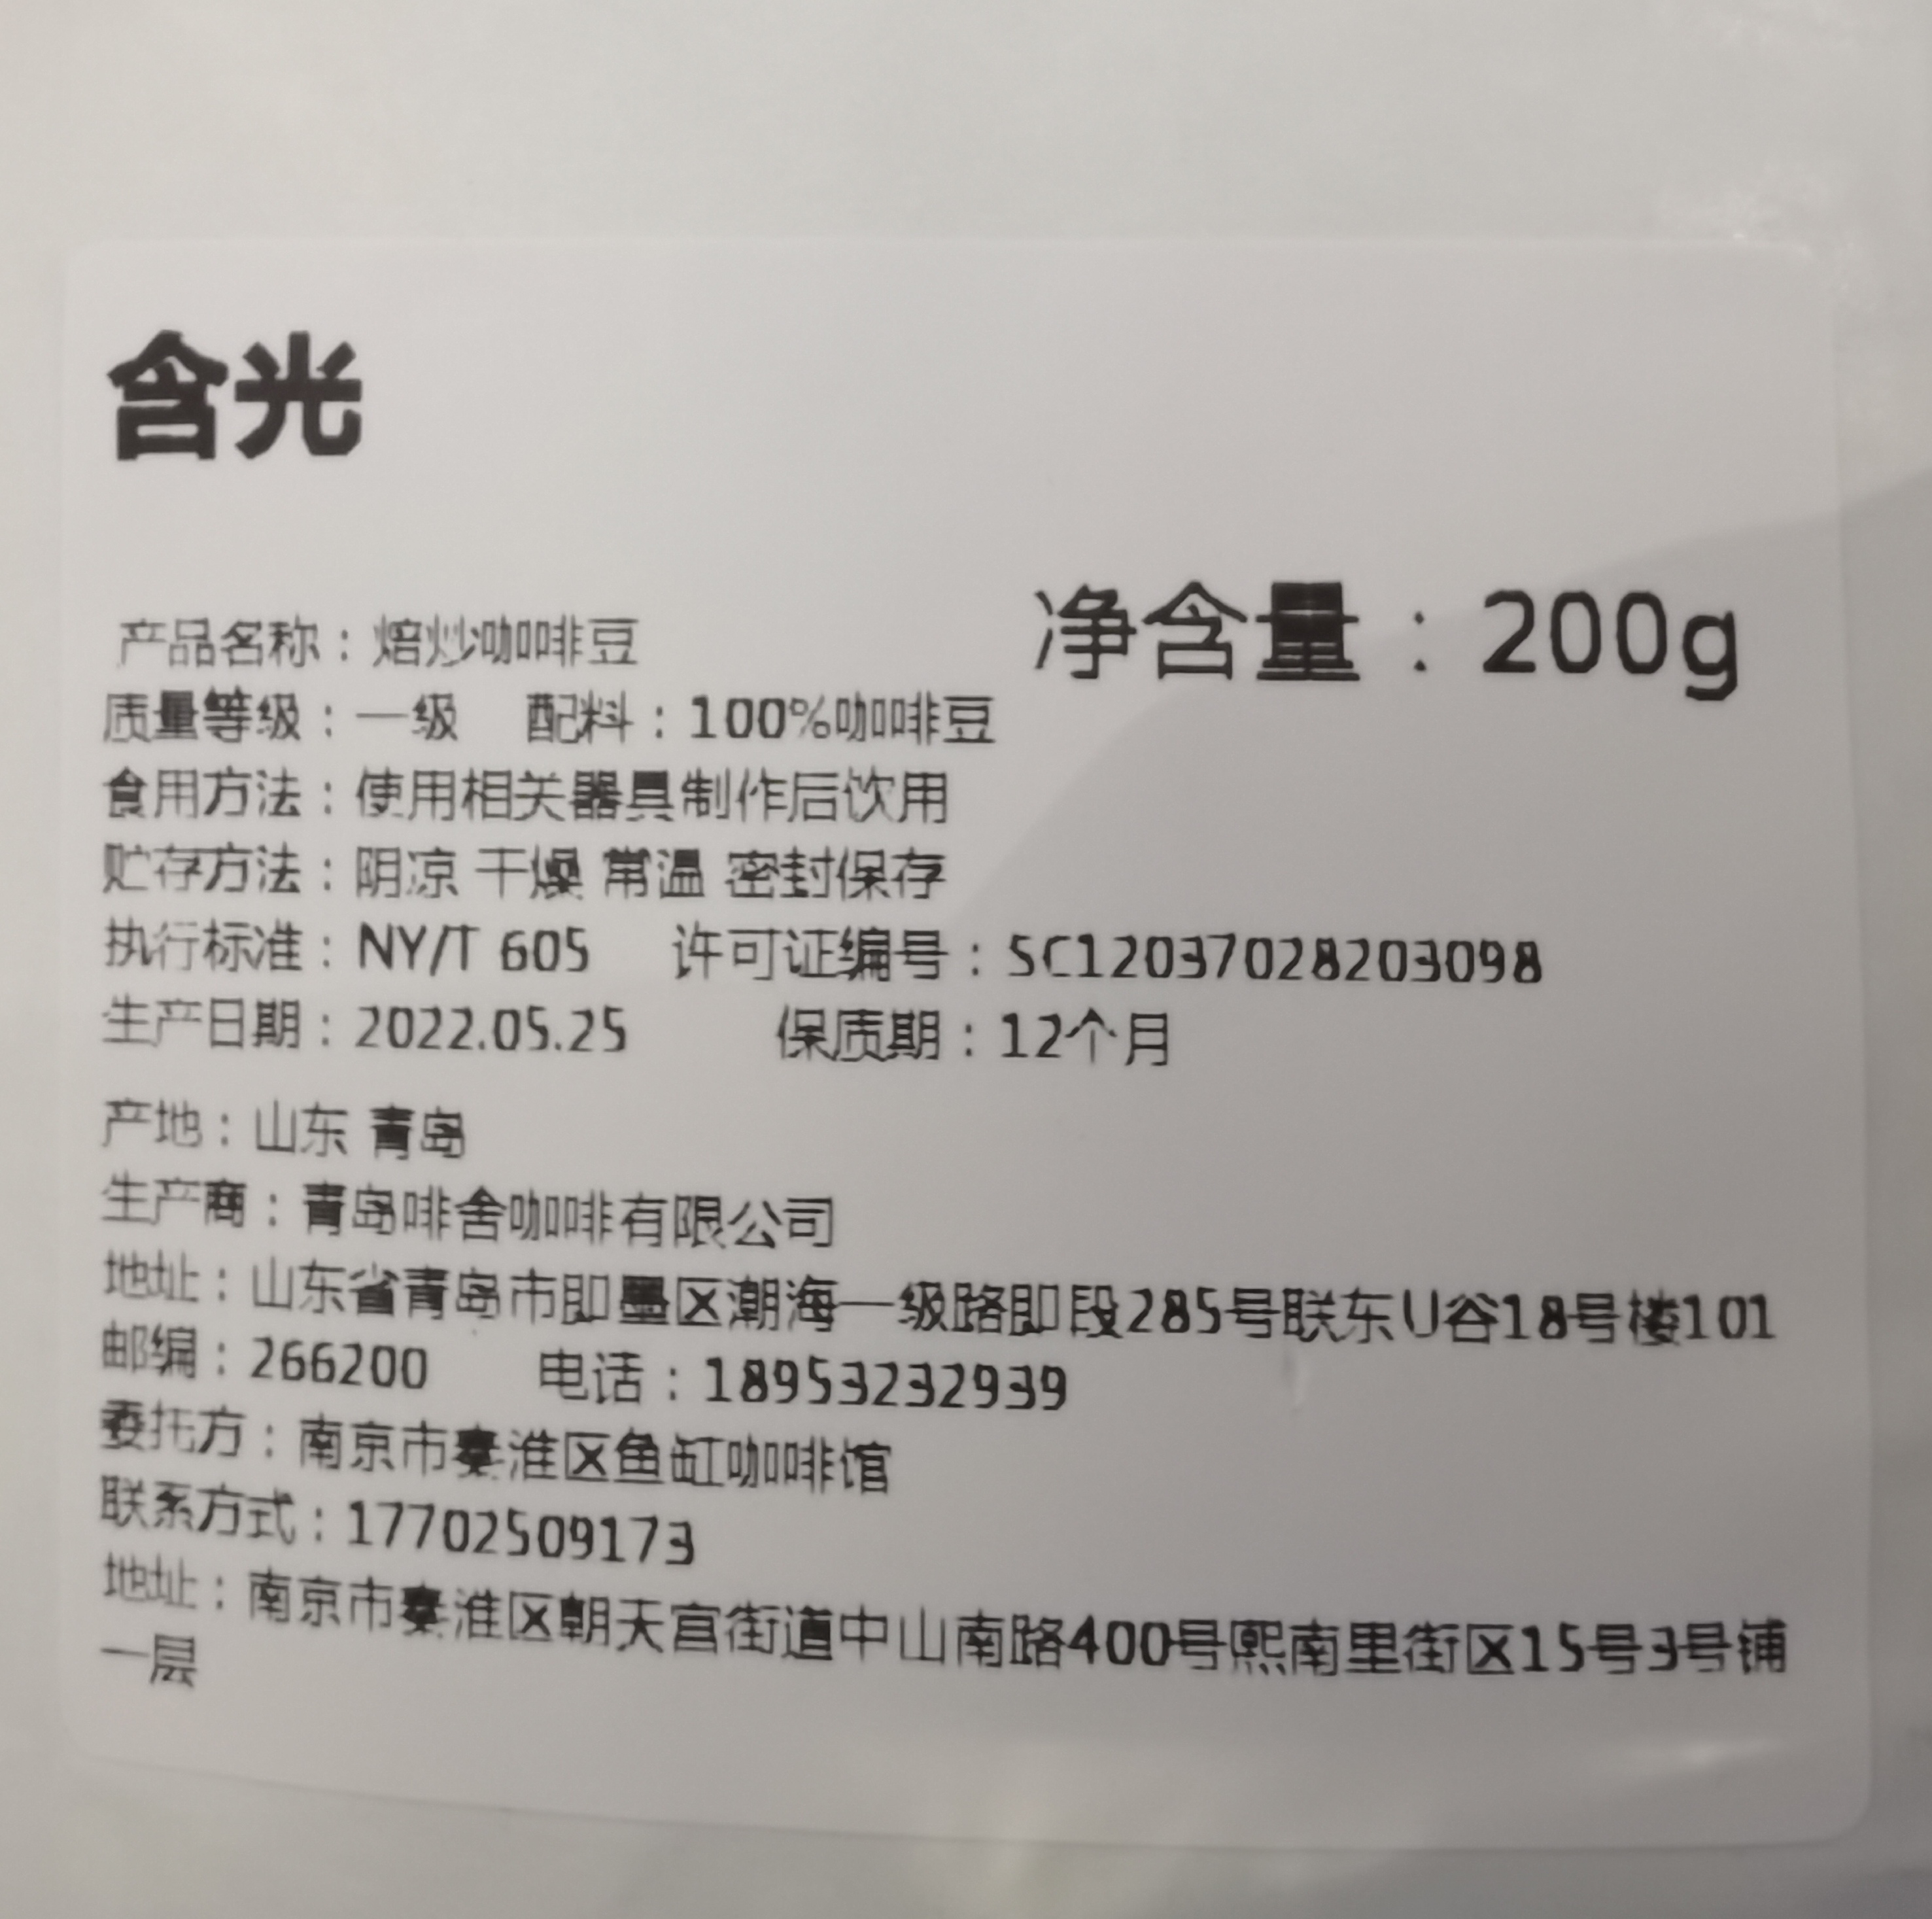 含光
净含量：200g
产品名称：焙炒咖啡豆
质量等级：一级 配料：100%咖啡豆
食用方法：使用相关器具制作后饮用
贮存方法：阴凉 干燥 常温 密封保存
执行标准：NY/T 605 许可证编号：SC12037028203098
生产日期：2022.05.25 保质期：12个月
产地：山东 青岛
生产商：青岛啡舍咖啡有限公司
地址：山东省青岛市即墨区潮海一级路即段285号联东U谷18号楼101
邮编：266200 电话：18953232939
委托方：南京市秦淮区鱼缸咖啡馆
联系方式：17702509173
地址：南京市秦淮区朝天宫街道中山南路400号熙南里街区15号3号铺
一层